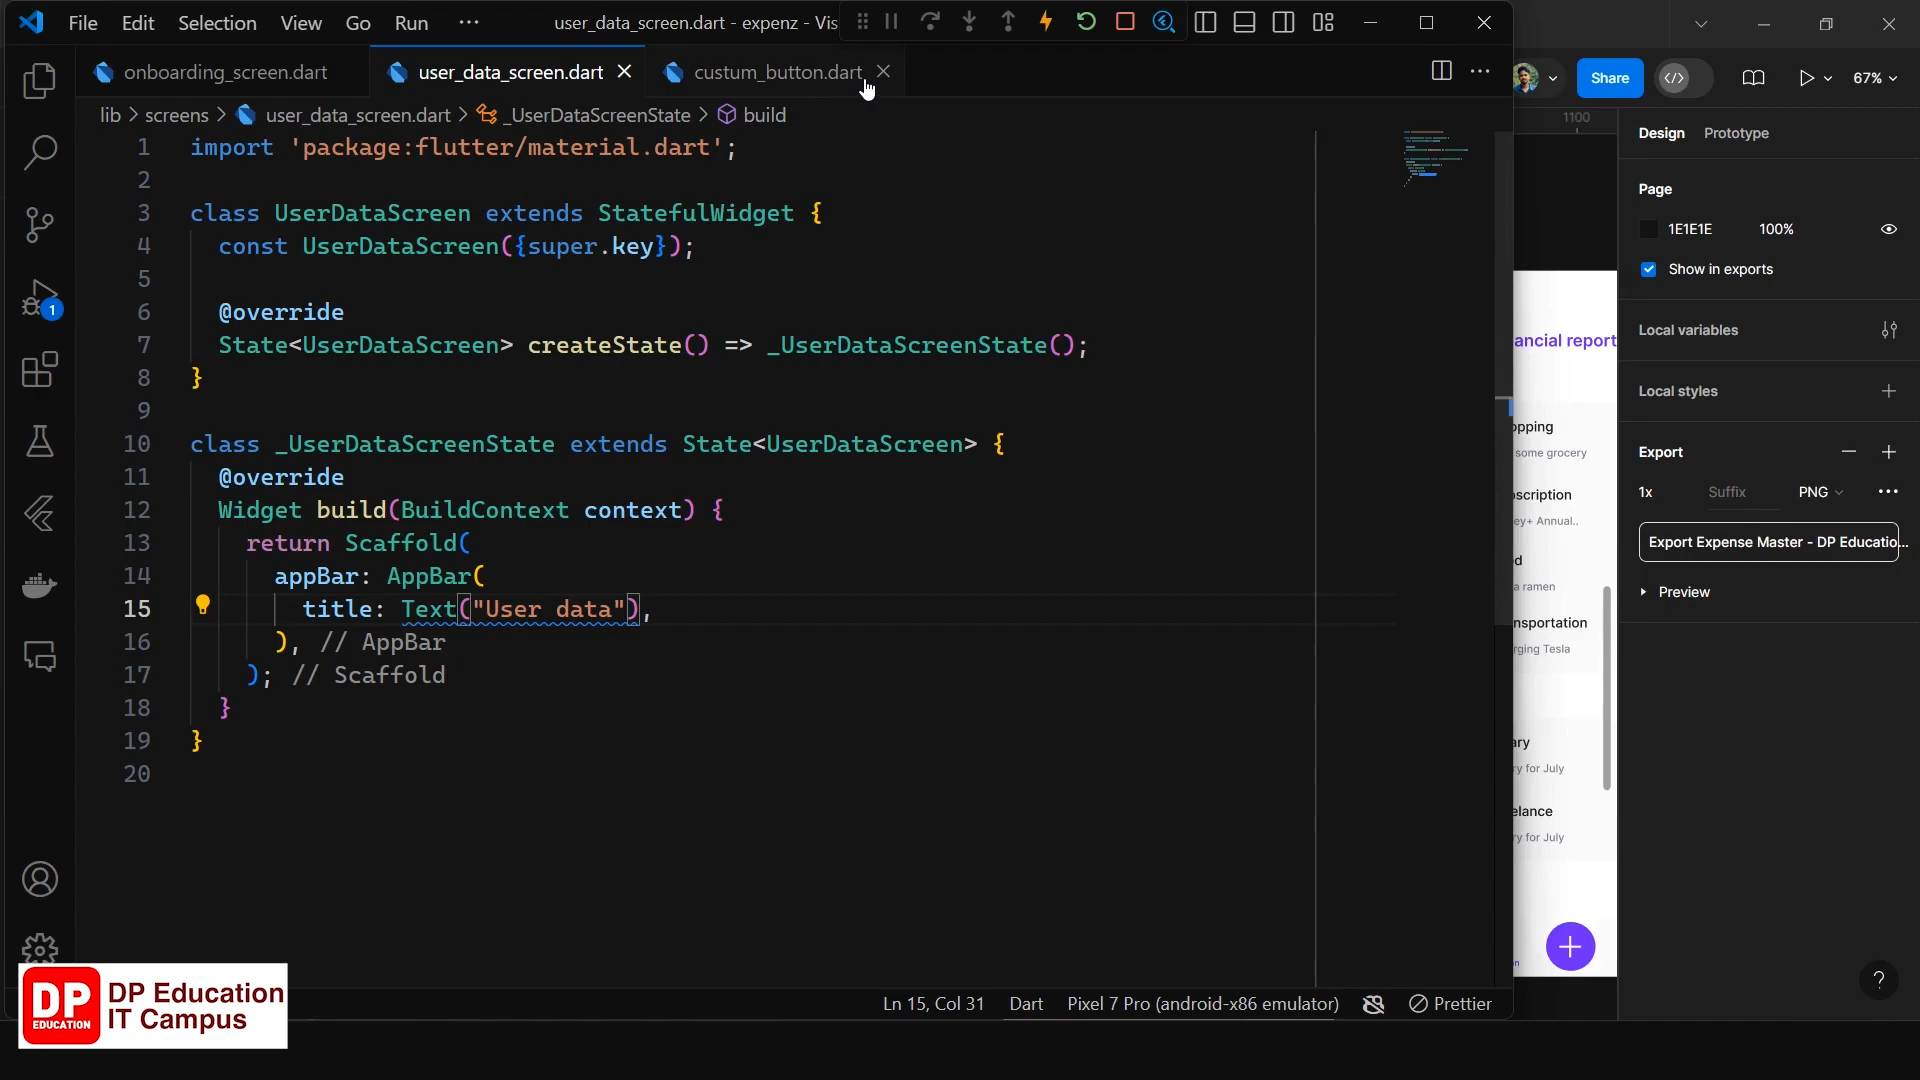 File Edit Selection View Go Run ··· user_data_screen.dart - expenz - Vis
onboarding_screen.dart user_data_screen.dart custum_button.dart
lib > screens > user_data_screen.dart > _UserDataScreenState > build
1 import 'package:flutter/material.dart';
2
3 class UserDataScreen extends StatefulWidget {
4 const UserDataScreen({super.key});
5
6 @override
7 State<UserDataScreen> createState() => _UserDataScreenState();
8 }
9
10 class _UserDataScreenState extends State<UserDataScreen> {
11 @override
12 Widget build(BuildContext context) {
13 return Scaffold(
14 appBar: AppBar(
15 title: Text("User data"),
16 ), // AppBar
17 ); // Scaffold
18 }
19 }
20
1
Ln 15, Col 31 Dart Pixel 7 Pro (android-x86 emulator) Prettier
DP EDUCATION
DP Education
IT Campus
Share 67%
1100
ancial report
opping
some grocery
bscription
ey+ Annual..
d
a ramen
nsportation
rging Tesla
ary
ry for July
elance
ry for July
Design Prototype
Page
1E1E1E 100%
Show in exports
Local variables
Local styles
Export
1x Suffix PNG
Export Expense Master - DP Educatio...
Preview
?